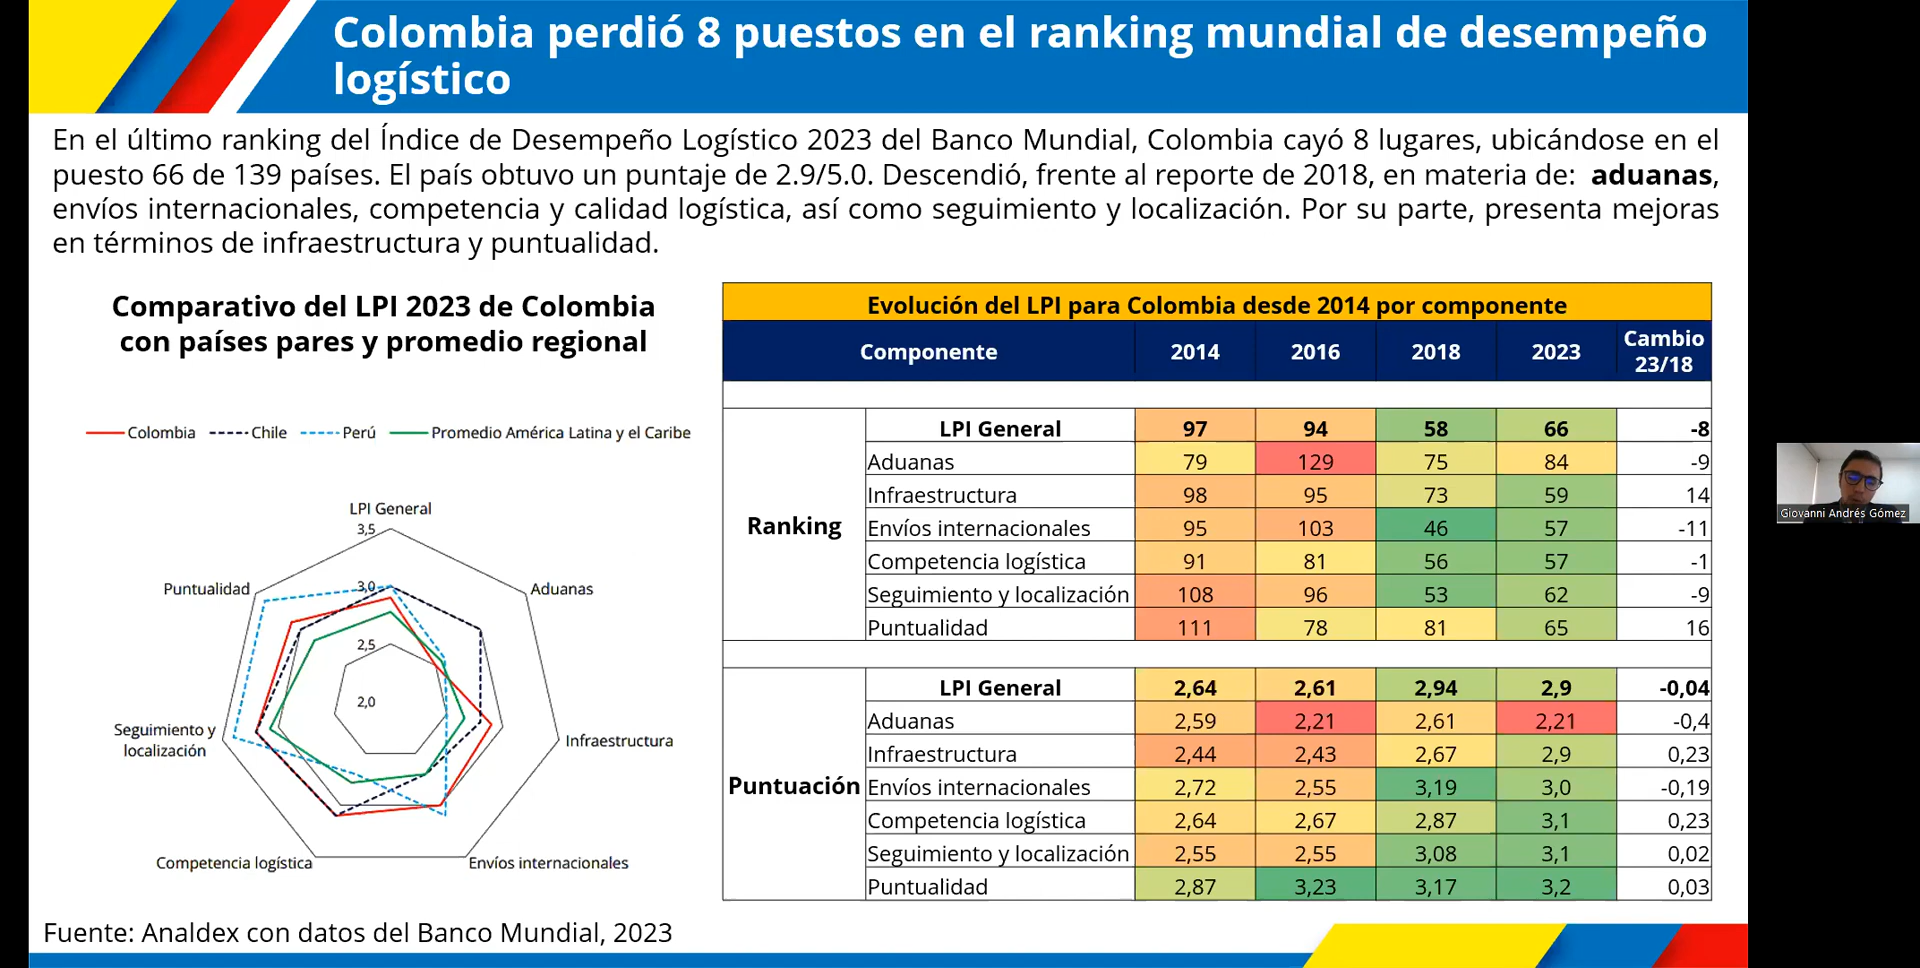 Colombia perdió 8 puestos en el ranking mundial de desempeño
logístico
En el último ranking del Índice de Desempeño Logístico 2023 del Banco Mundial, Colombia cayó 8 lugares, ubicándose en el
puesto 66 de 139 países. El país obtuvo un puntaje de 2.9/5.0. Descendió, frente al reporte de 2018, en materia de: aduanas,
envíos internacionales, competencia y calidad logística, así como seguimiento y localización. Por su parte, presenta mejoras
en términos de infraestructura y puntualidad.
Comparativo del LPI 2023 de Colombia
con países pares y promedio regional
Colombia Chile Perú Promedio América Latina y el Caribe
LPI General
3,5
Puntualidad 3,0 Aduanas
2,5
2,0
Seguimiento y
localización
Infraestructura
Competencia logística Envíos internacionales
Evolución del LPI para Colombia desde 2014 por componente
Componente 2014 2016 2018 2023 Cambio
23/18
Ranking
LPI General 97 94 58 66 -8
Aduanas 79 129 75 84 -9
Infraestructura 98 95 73 59 14
Envíos internacionales 95 103 46 57 -11
Competencia logística 91 81 56 57 -1
Seguimiento y localización 108 96 53 62 -9
Puntualidad 111 78 81 65 16
Puntuación
LPI General 2,64 2,61 2,94 2,9 -0,04
Aduanas 2,59 2,21 2,61 2,21 -0,4
Infraestructura 2,44 2,43 2,67 2,9 0,23
Envíos internacionales 2,72 2,55 3,19 3,0 -0,19
Competencia logística 2,64 2,67 2,87 3,1 0,23
Seguimiento y localización 2,55 2,55 3,08 3,1 0,02
Puntualidad 2,87 3,23 3,17 3,2 0,03
Fuente: Analdex con datos del Banco Mundial, 2023
Giovanni Andrés Gómez